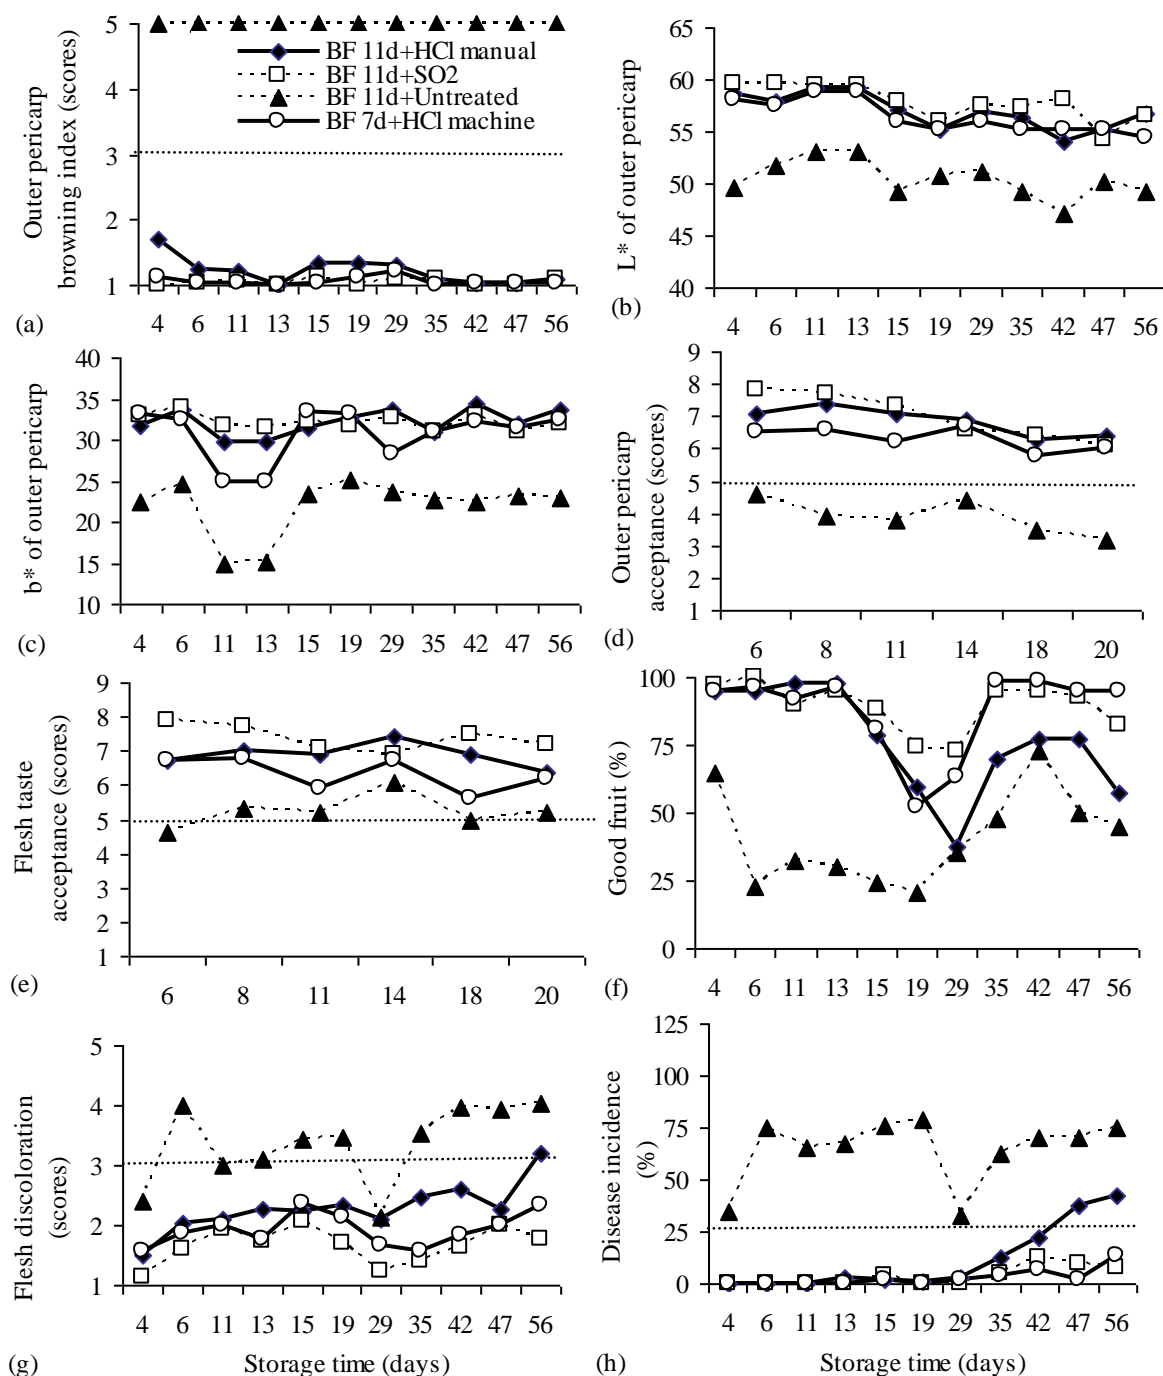 Outer pericarp
browning index (scores)
5
4
3
2
1
BF 11d+HCl manual
BF 11d+SO2
BF 11d+Untreated
BF 7d+HCl machine
(a)
4 6 11 13 15 19 29 35 42 47 56
L* of outer pericarp
65
60
55
50
45
40
(b)
4 6 11 13 15 19 29 35 42 47 56
b* of outer pericarp
40
35
30
25
20
15
10
(c)
4 6 11 13 15 19 29 35 42 47 56
Outer pericarp
acceptance (scores)
9
8
7
6
5
4
3
2
1
(d)
6 8 11 14 18 20
Flesh taste
acceptance (scores)
9
8
7
6
5
4
3
2
1
(e)
6 8 11 14 18 20
Good fruit (%)
100
75
50
25
0
(f)
4 6 11 13 15 19 29 35 42 47 56
Flesh discoloration
(scores)
5
4
3
2
1
4 6 11 13 15 19 29 35 42 47 56
(g)
Storage time (days)
Disease incidence
(%)
125
100
75
50
25
0
4 6 11 13 15 19 29 35 42 47 56
(h)
Storage time (days)